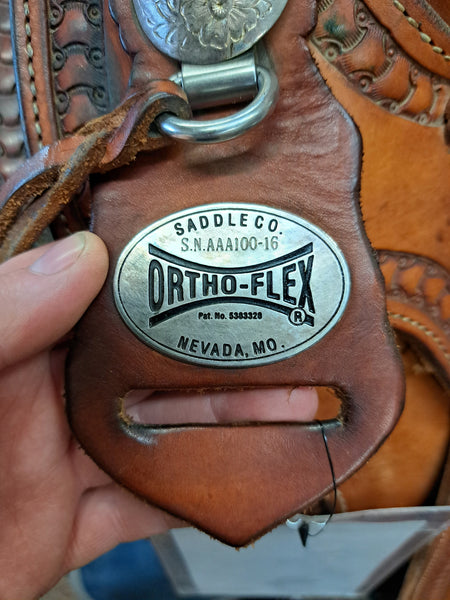 SADDLE CO.
S.N.AAA100-16
ORTHO-FLEX®
Pat. No. 5383328
NEVADA, MO.